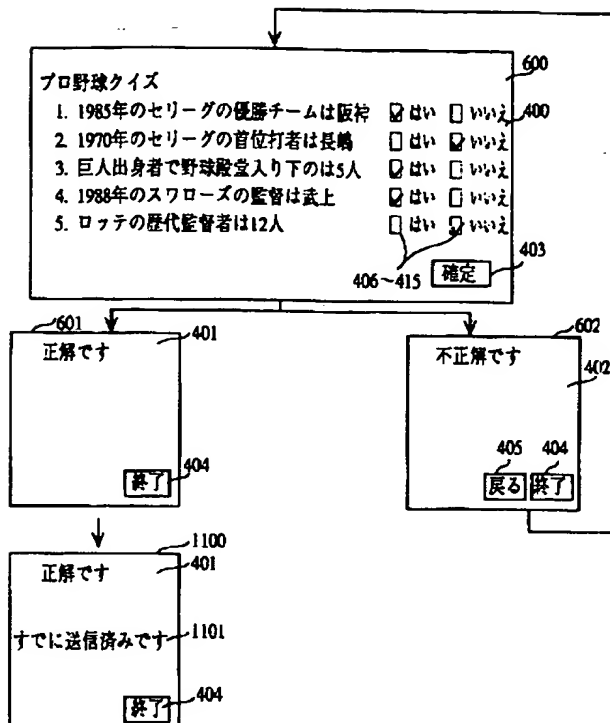 600
プロ野球クイズ
1. 1985年のセリーグの優勝チームは阪神 はい いいえ 400
2. 1970年のセリーグの首位打者は長嶋 はい いいえ
3. 巨人出身者で野球殿堂入り下のは5人 はい いいえ
4. 1988年のスワローズの監督は武上 はい いいえ
5. ロッテの歴代監督者は12人 はい いいえ
406~415 確定 403
601 401
正解です
404
終了
602
不正解です
402
405 404
戻る 終了
1100
正解です 401
すでに送信済みです 1101
終了 404